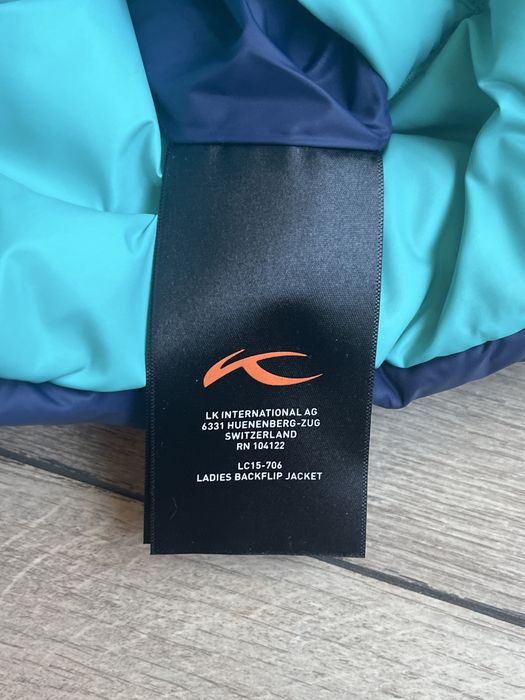 LK INTERNATIONAL AG
6331 HUENENBERG-ZUG
SWITZERLAND
RN 104122
LC15-706
LADIES BACKFLIP JACKET